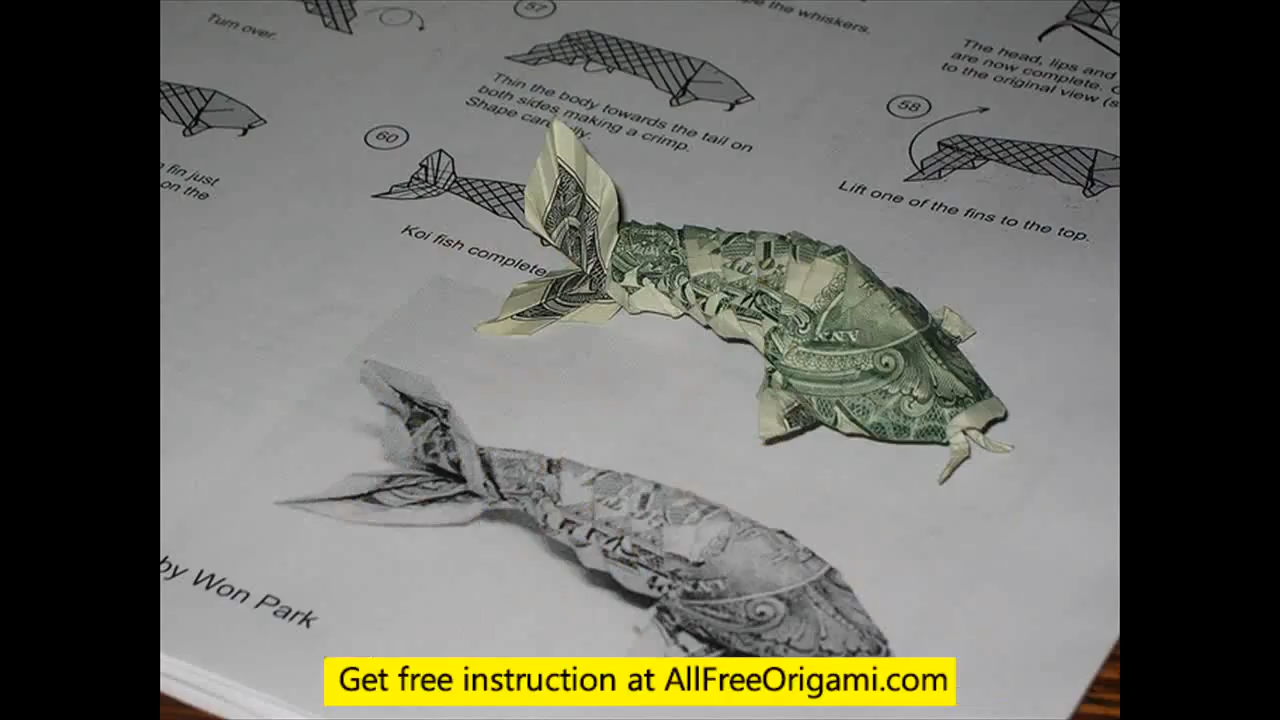 Turn over.
57
pe the whiskers.
The head, lips and
are now complete.
to the original view (s
Thin the body towards the tail on
both sides making a crimp.
Shape
58
60
fin just
on the
Lift one of the fins to the top.
Koi fish complete
by Won Park
Get free instruction at AllFreeOrigami.com